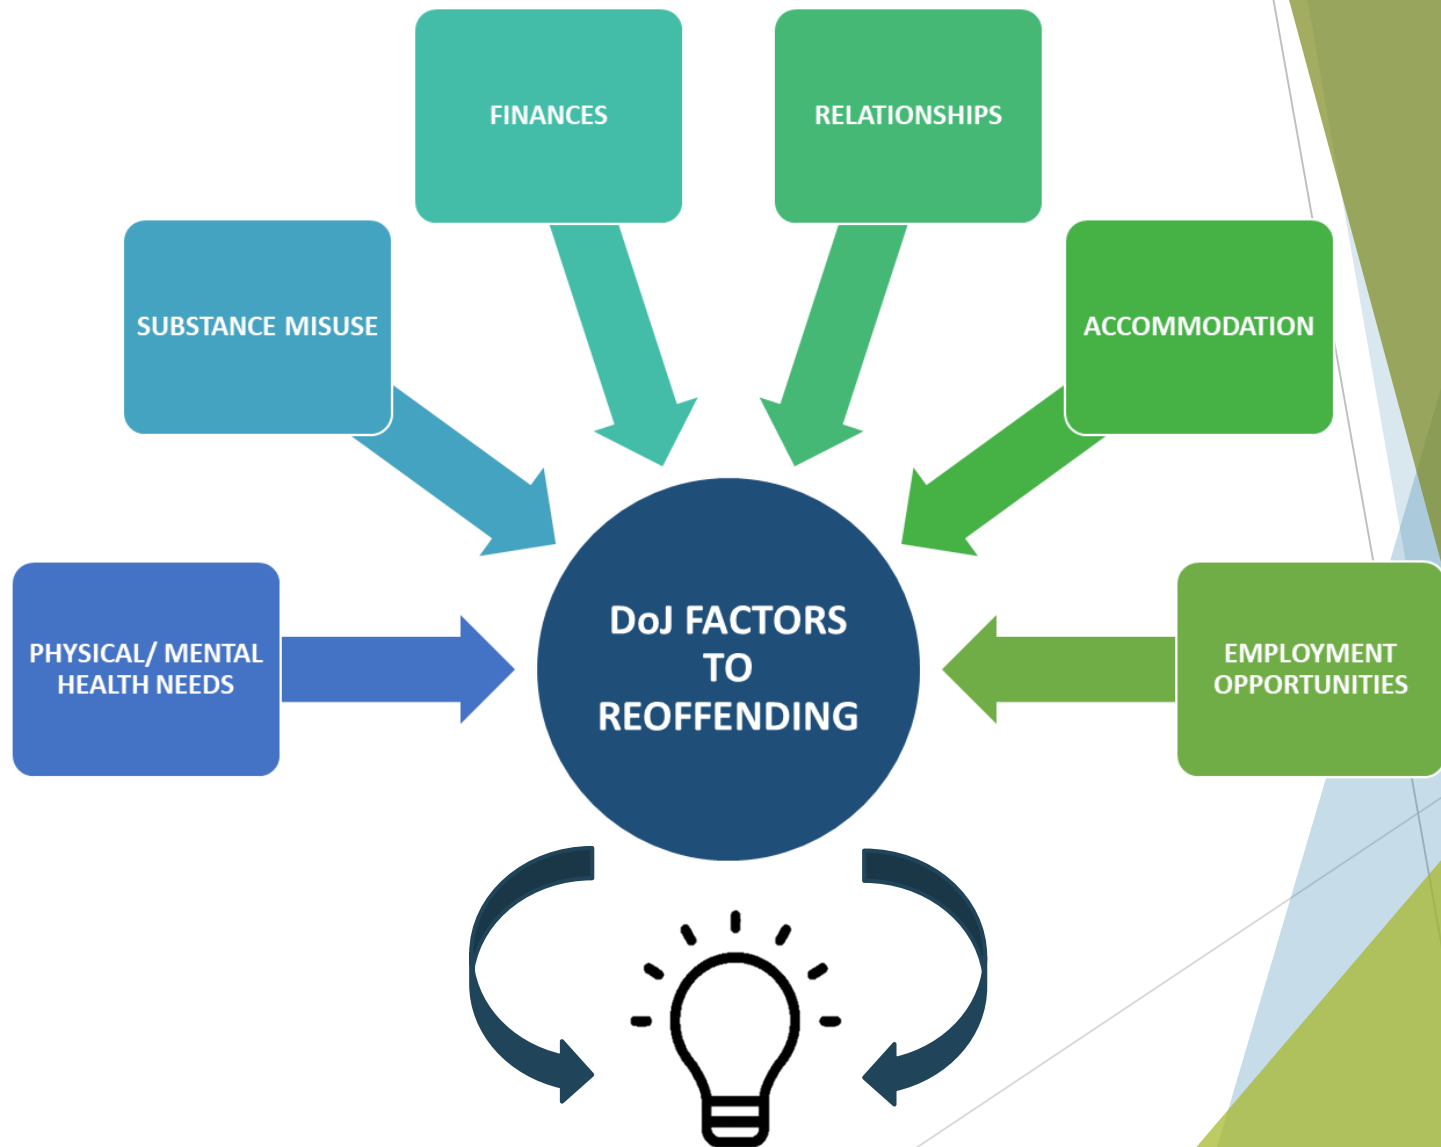 FINANCES
RELATIONSHIPS
SUBSTANCE MISUSE
ACCOMMODATION
PHYSICAL/ MENTAL
HEALTH NEEDS
DoJ FACTORS
TO
REOFFENDING
EMPLOYMENT
OPPORTUNITIES